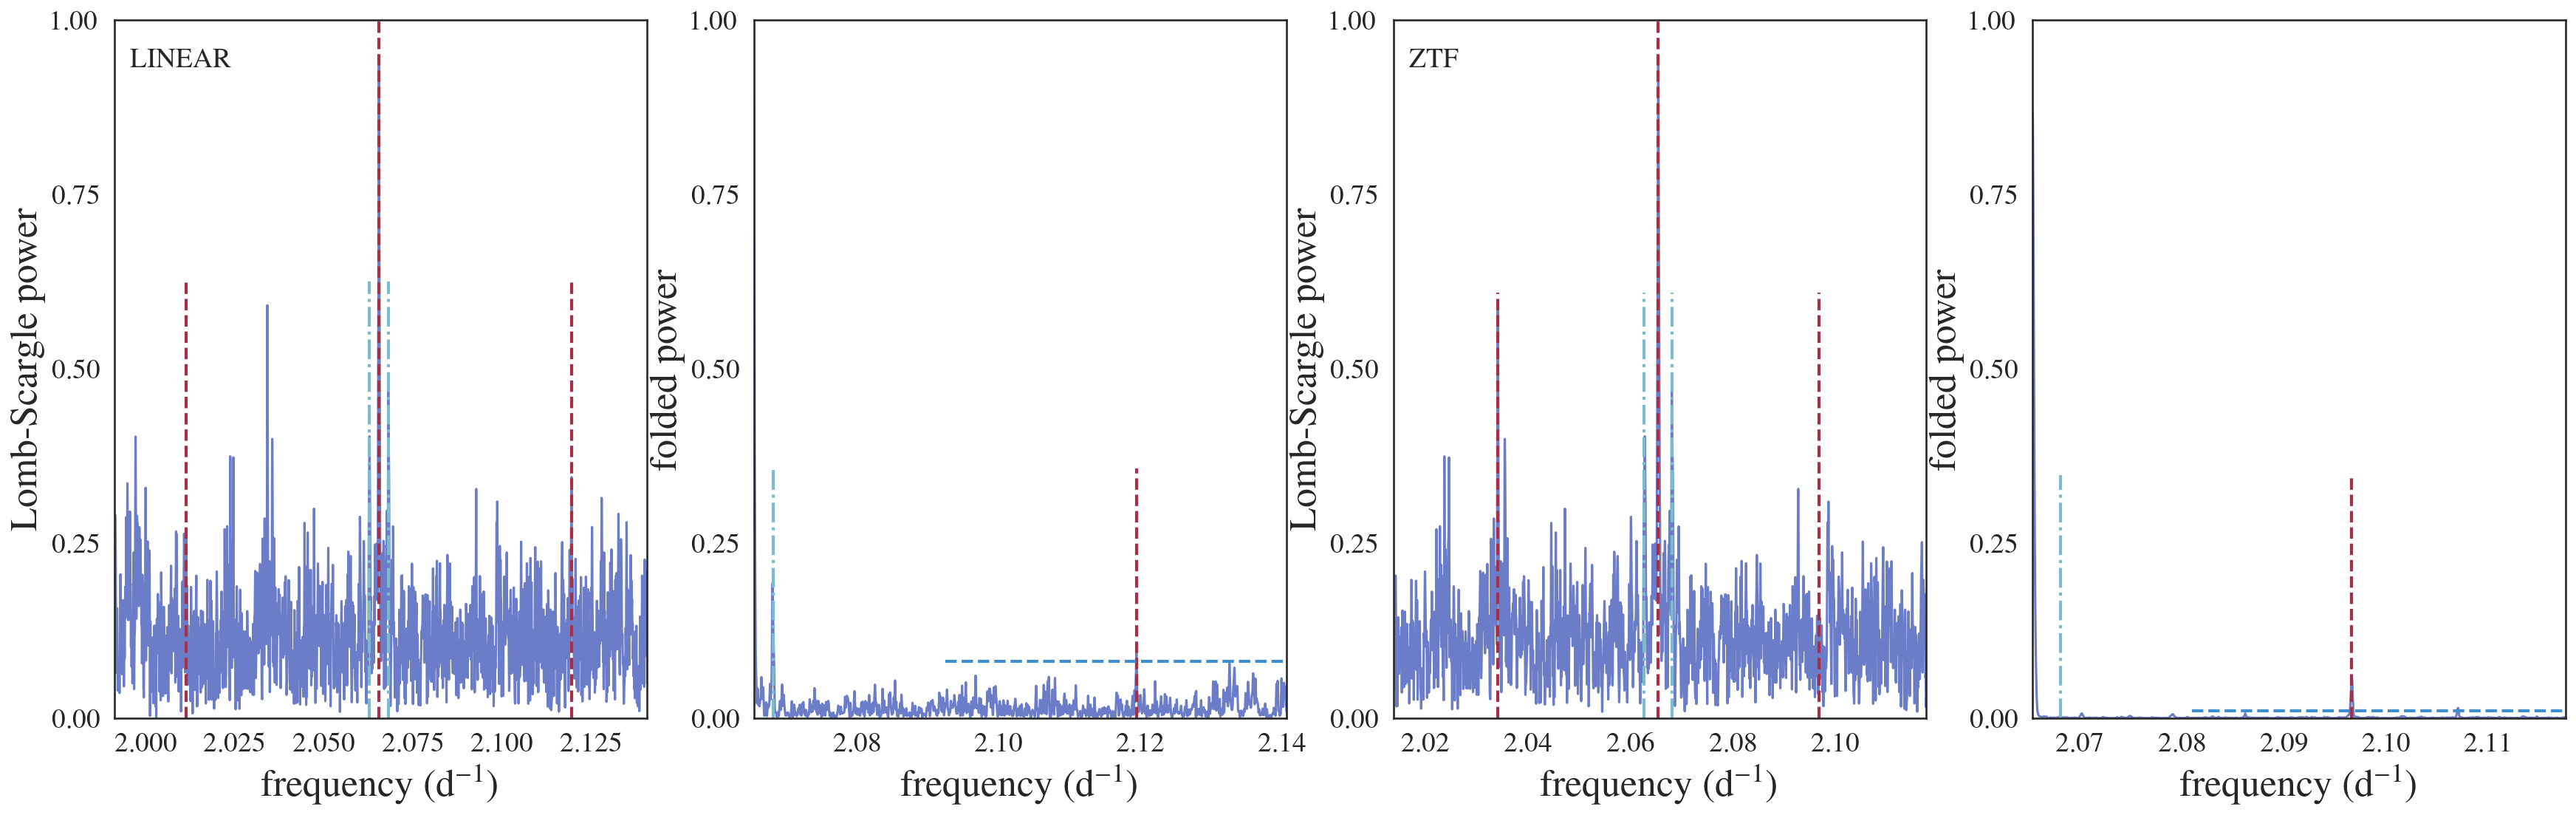 LINEAR
Lomb-Scargle power
1.00
0.75
0.50
0.25
0.00
2.000 2.025 2.050 2.075 2.100 2.125
frequency (d⁻¹)
folded power
1.00
0.75
0.50
0.25
0.00
2.08 2.10 2.12 2.14
frequency (d⁻¹)
ZTF
Lomb-Scargle power
1.00
0.75
0.50
0.25
0.00
2.02 2.04 2.06 2.08 2.10
frequency (d⁻¹)
folded power
1.00
0.75
0.50
0.25
0.00
2.07 2.08 2.09 2.10 2.11
frequency (d⁻¹)